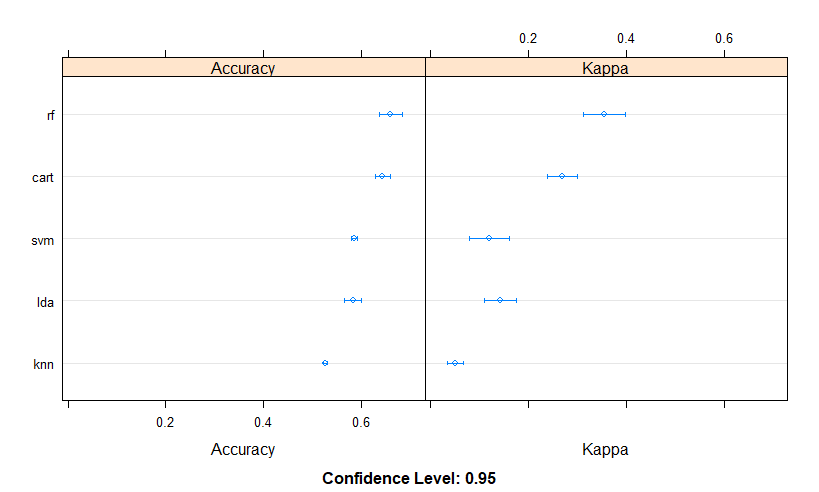 0.2 0.4 0.6
Accuracy Kappa
rf
cart
svm
lda
knn
0.2 0.4 0.6
Accuracy Kappa
Confidence Level: 0.95